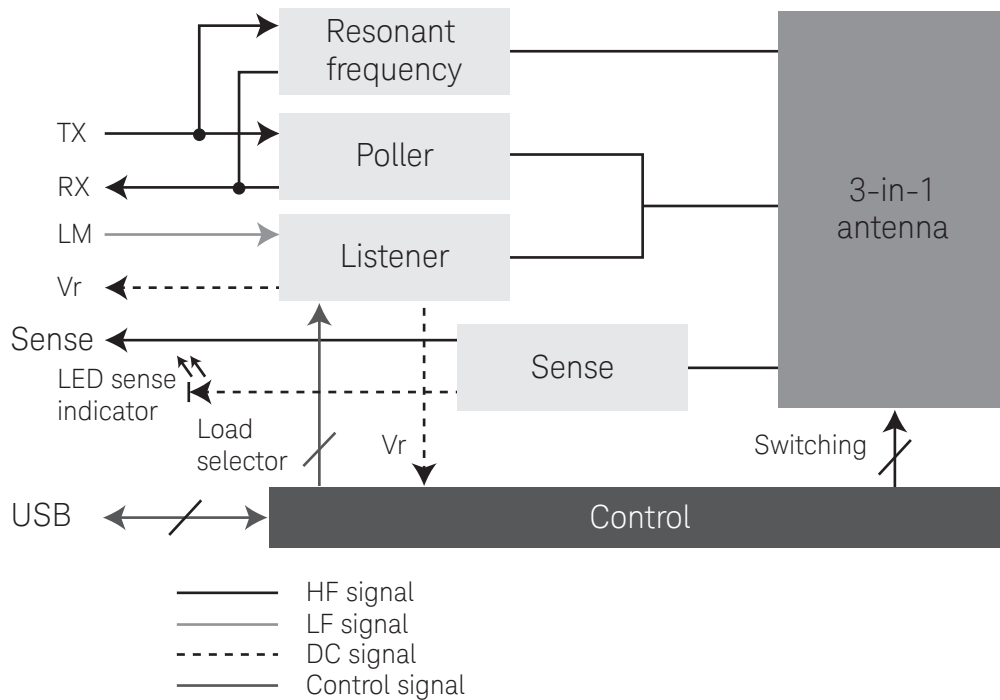 Resonant
frequency
TX
Poller
RX
3-in-1
antenna
LM
Listener
Vr
Sense
Sense
LED sense
indicator
Load
selector
Vr
Switching
USB
Control
HF signal
LF signal
DC signal
Control signal